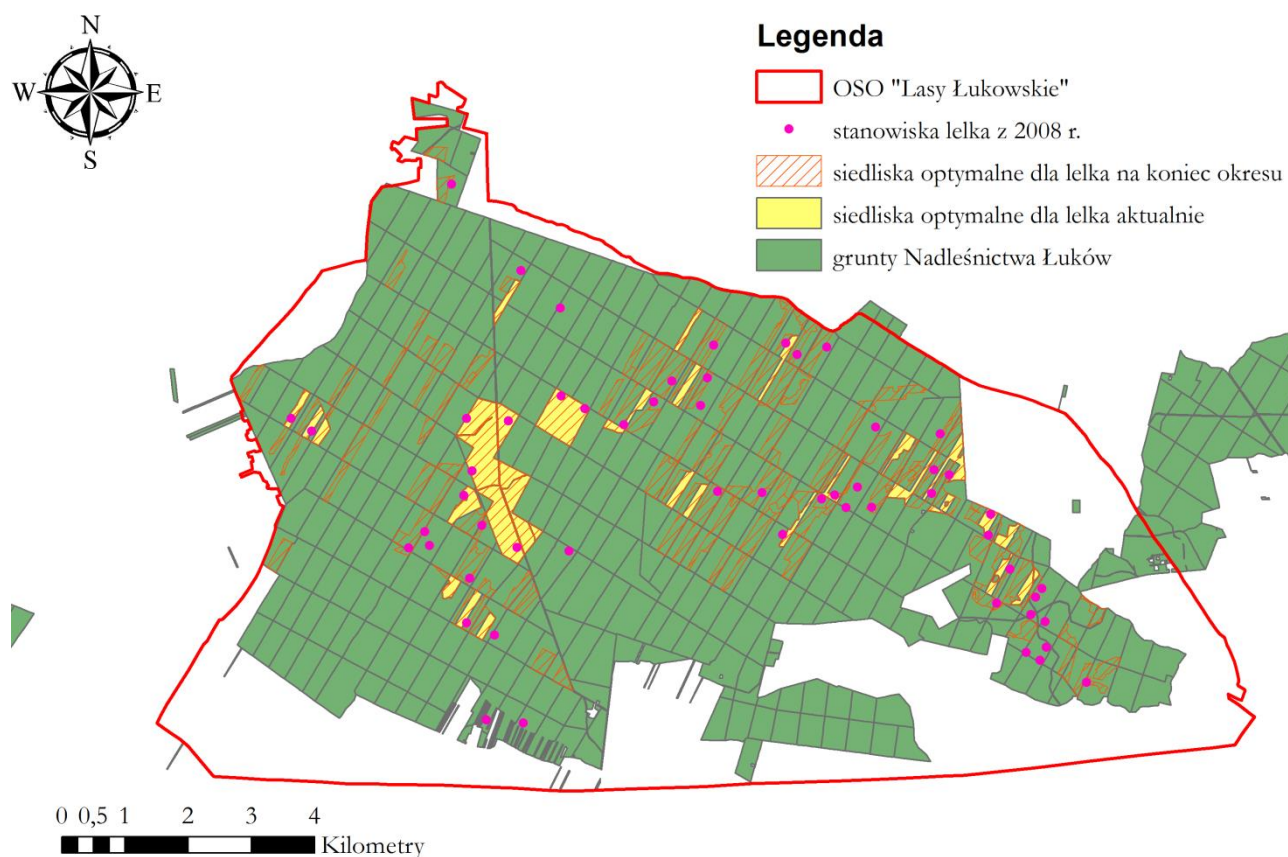 N
W E
S
Legenda
OSO "Lasy Łukowskie"
stanowiska lelka z 2008 r.
siedliska optymalne dla lelka na koniec okresu
siedliska optymalne dla lelka aktualnie
grunty Nadleśnictwa Łuków
0 0,5 1 2 3 4
Kilometry